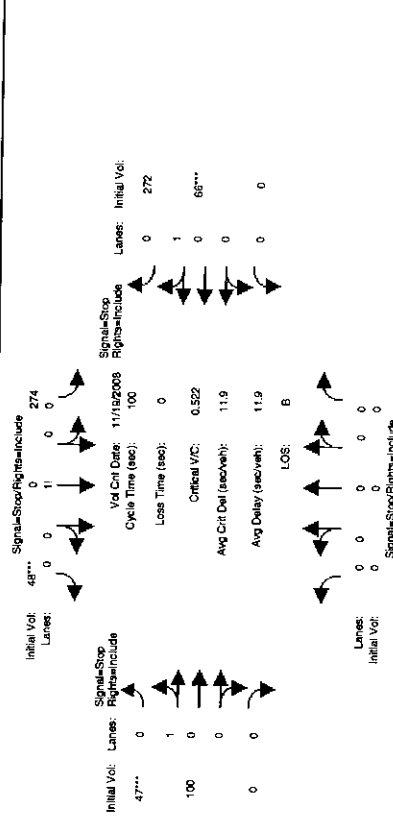 Signal=Stop/Rights=Include
Initial Vol: 48*** 0 274
Lanes: 0 0 1! 0 0
Signal=Stop
Rights=Include
Signal=Stop
Rights=Include
Initial Vol: Lanes:
47*** 0
1
100 0
0
0 0
Vol Cnt Date: 11/19/2008
Cycle Time (sec): 100
Loss Time (sec): 0
Critical V/C: 0.522
Avg Crit Del (sec/veh): 11.9
Avg Delay (sec/veh): 11.9
LOS: B
Lanes: Initial Vol:
0 272
1
0 66***
0
0 0
Lanes: 0 0 0 0 0
Initial Vol: 0 0 0
Signal=Stop/Rights=Include